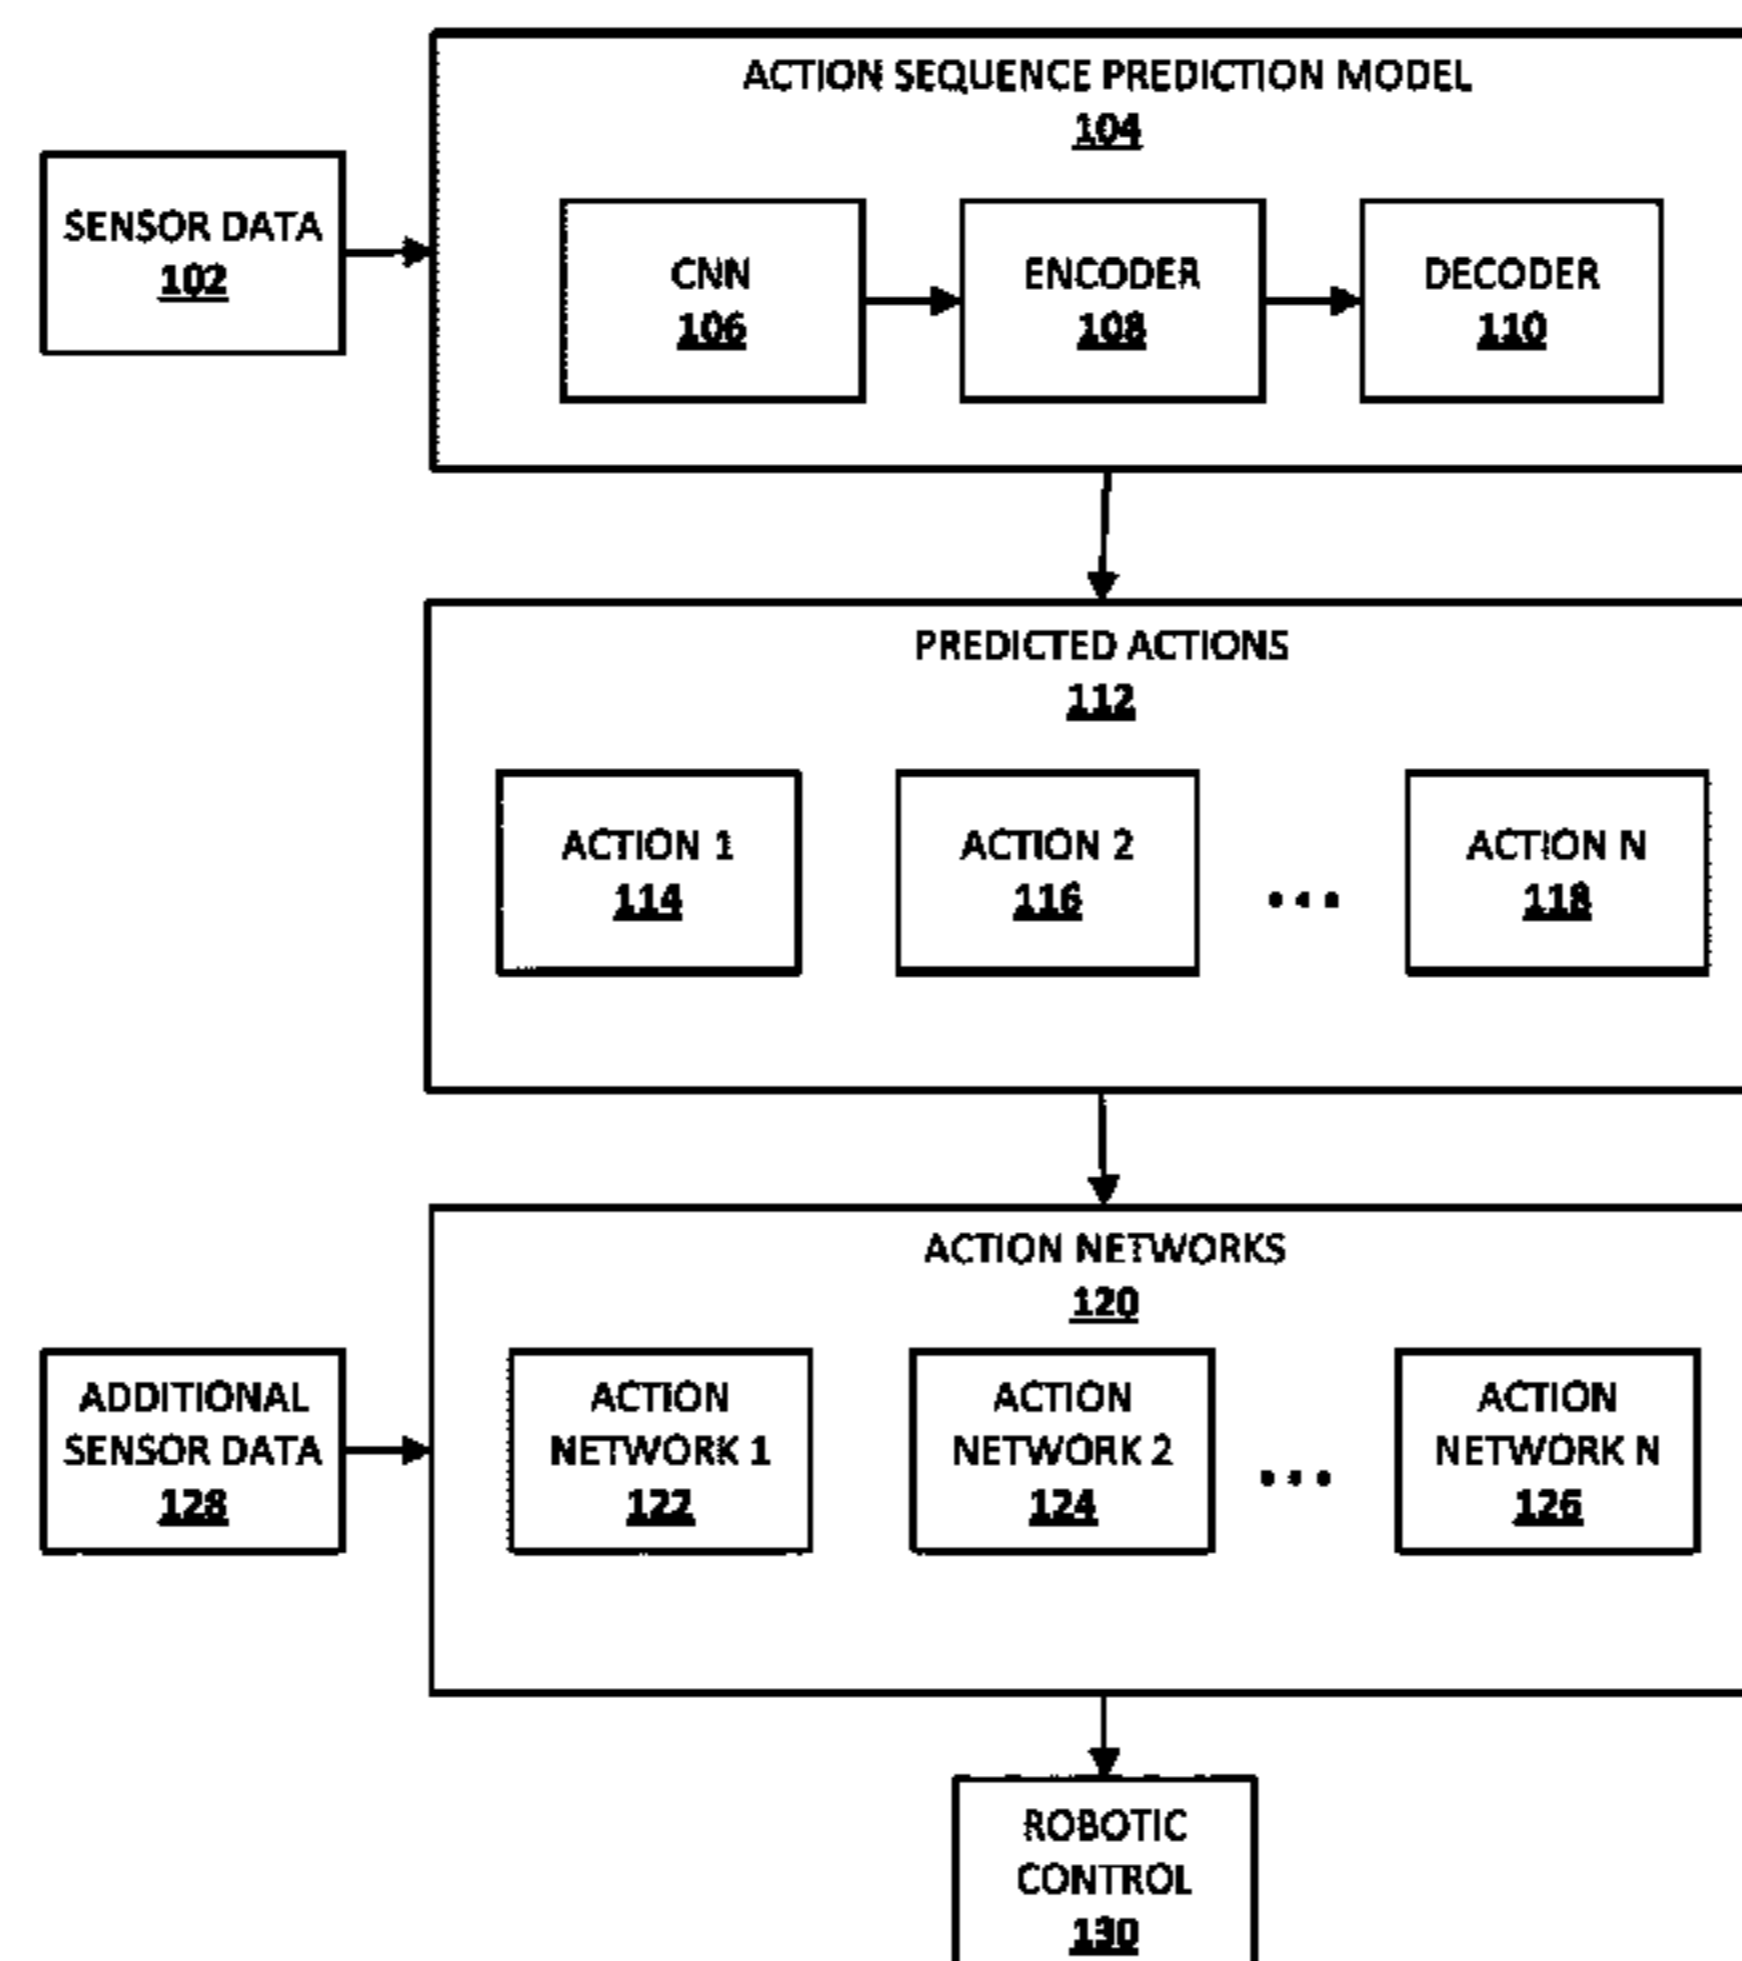 ACTION SEQUENCE PREDICTION MODEL
104
SENSOR DATA
102
CNN
106
ENCODER
108
DECODER
110
PREDICTED ACTIONS
112
ACTION 1
114
ACTION 2
116
...
ACTION N
118
ACTION NETWORKS
120
ADDITIONAL
SENSOR DATA
128
ACTION
NETWORK 1
122
ACTION
NETWORK 2
124
...
ACTION
NETWORK N
126
ROBOTIC
CONTROL
130